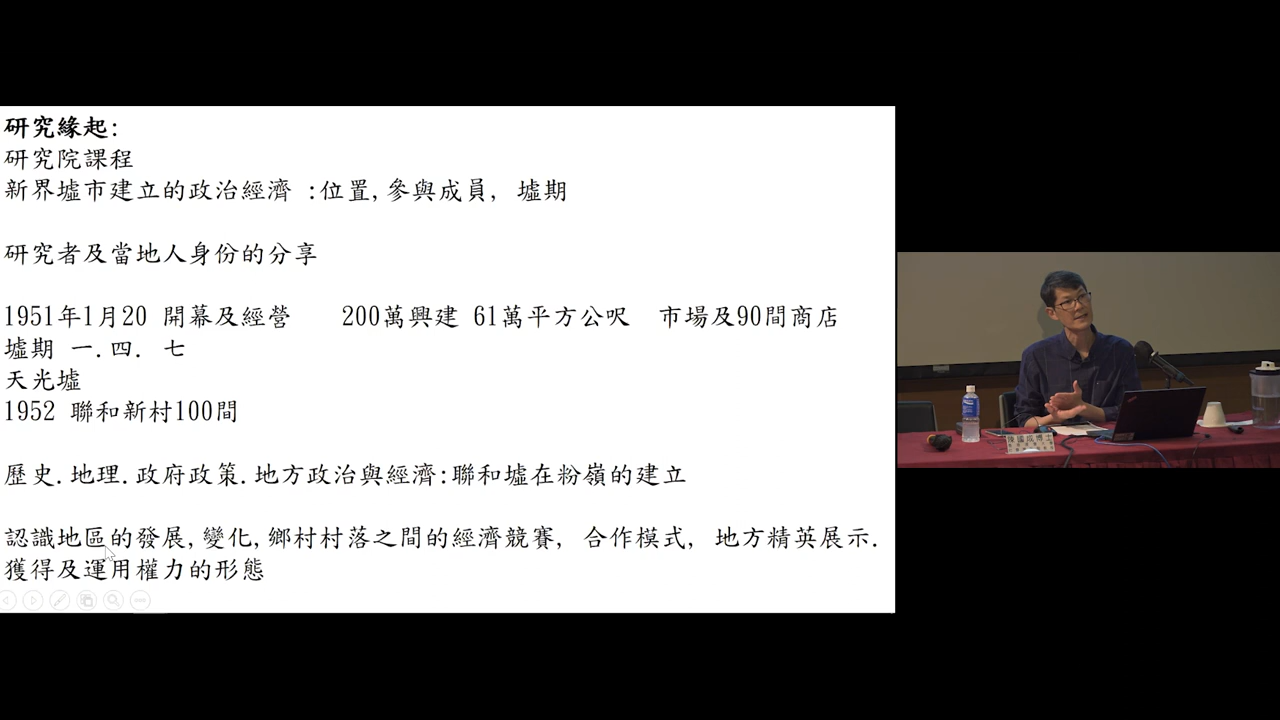 研究緣起:
研究院課程
新界墟市建立的政治經濟 :位置,參與成員, 墟期
研究者及當地人身份的分享
1951年1月20 開幕及經營 200萬興建 61萬平方公呎 市場及90間商店
墟期 一.四. 七
天光墟
1952 聯和新村100間
歷史.地理.政府政策.地方政治與經濟:聯和墟在粉嶺的建立
認識地區的發展,變化,鄉村村落之間的經濟競賽, 合作模式, 地方精英展示.
獲得及運用權力的形態